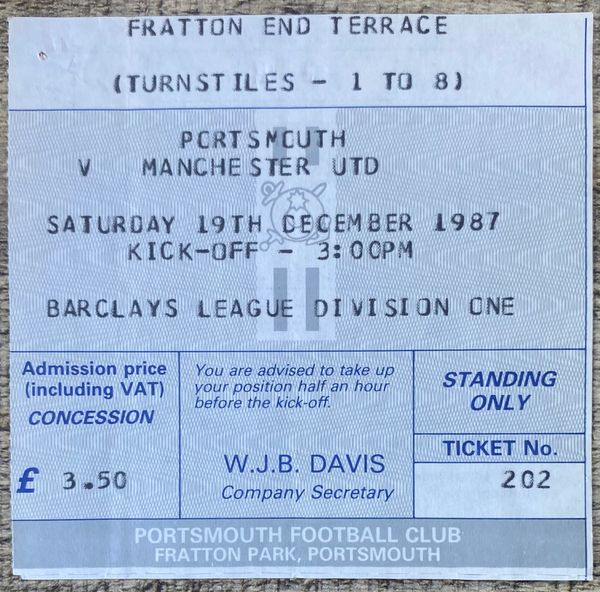 FRATTON END TERRACE
(TURNSTILES - 1 TO 8)
PORTSMOUTH
V MANCHESTER UTD
SATURDAY 19TH DECEMBER 1987
KICK-OFF - 3:00PM
BARCLAYS LEAGUE DIVISION ONE
Admission price
(including VAT)
CONCESSION
£ 3.50
You are advised to take up
your position half an hour
before the kick-off.
W.J.B. DAVIS
Company Secretary
STANDING
ONLY
TICKET No.
202
PORTSMOUTH FOOTBALL CLUB
FRATTON PARK, PORTSMOUTH